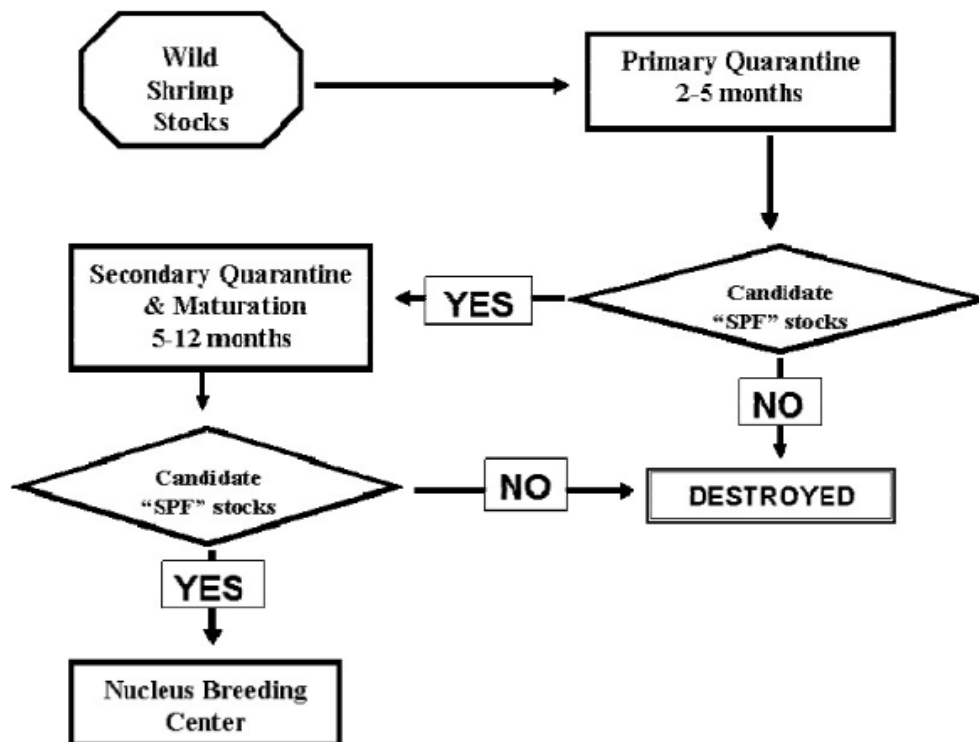 Wild
Shrimp
Stocks
Primary Quarantine
2-5 months
Secondary Quarantine
& Maturation
5-12 months
YES
Candidate
“SPF” stocks
NO
Candidate
“SPF” stocks
NO
DESTROYED
YES
Nucleus Breeding
Center